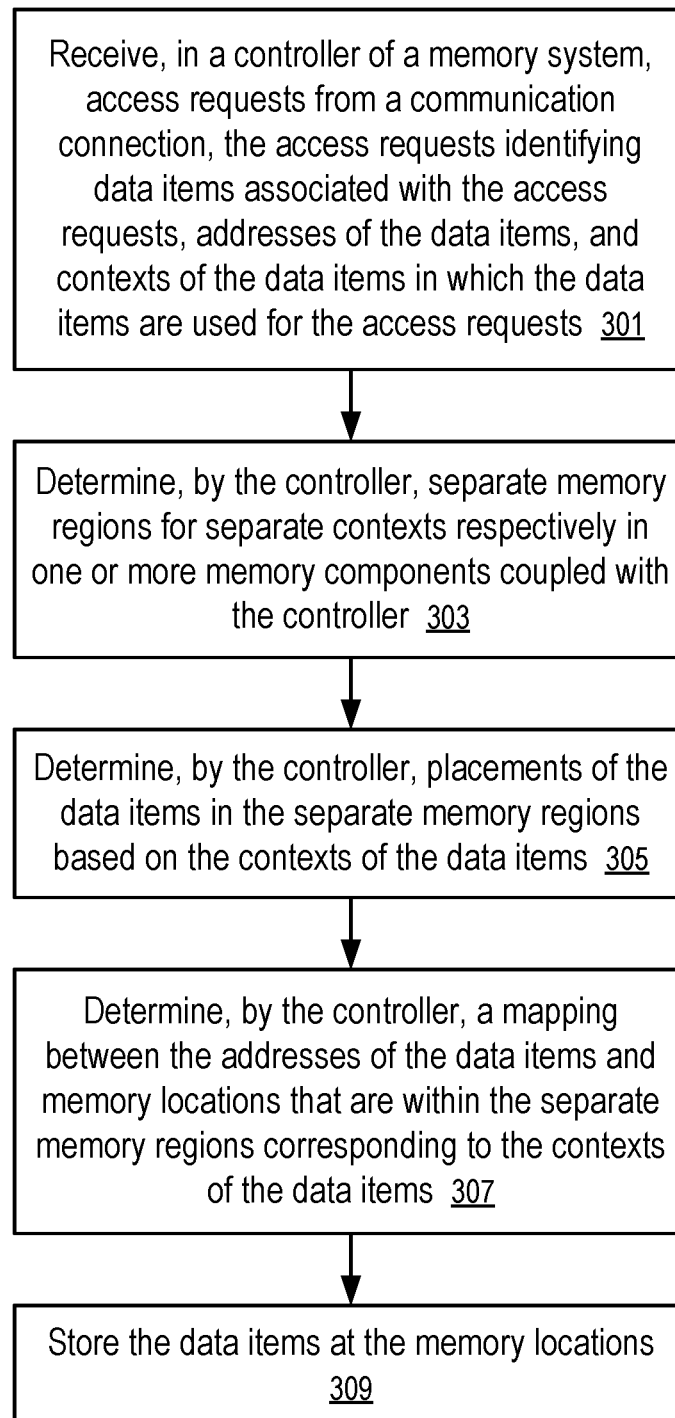 Receive, in a controller of a memory system,
access requests from a communication
connection, the access requests identifying
data items associated with the access
requests, addresses of the data items, and
contexts of the data items in which the data
items are used for the access requests 301
Determine, by the controller, separate memory
regions for separate contexts respectively in
one or more memory components coupled with
the controller 303
Determine, by the controller, placements of the
data items in the separate memory regions
based on the contexts of the data items 305
Determine, by the controller, a mapping
between the addresses of the data items and
memory locations that are within the separate
memory regions corresponding to the contexts
of the data items 307
Store the data items at the memory locations
309